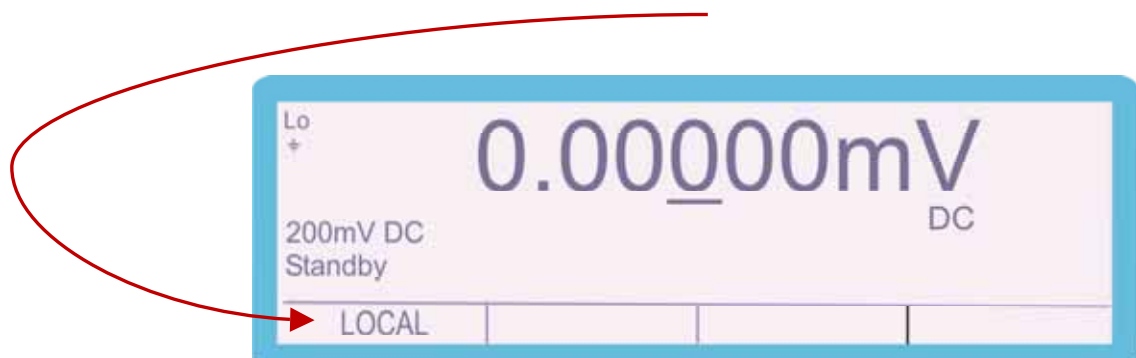 Lo
0.00000mV
DC
200mV DC
Standby
LOCAL